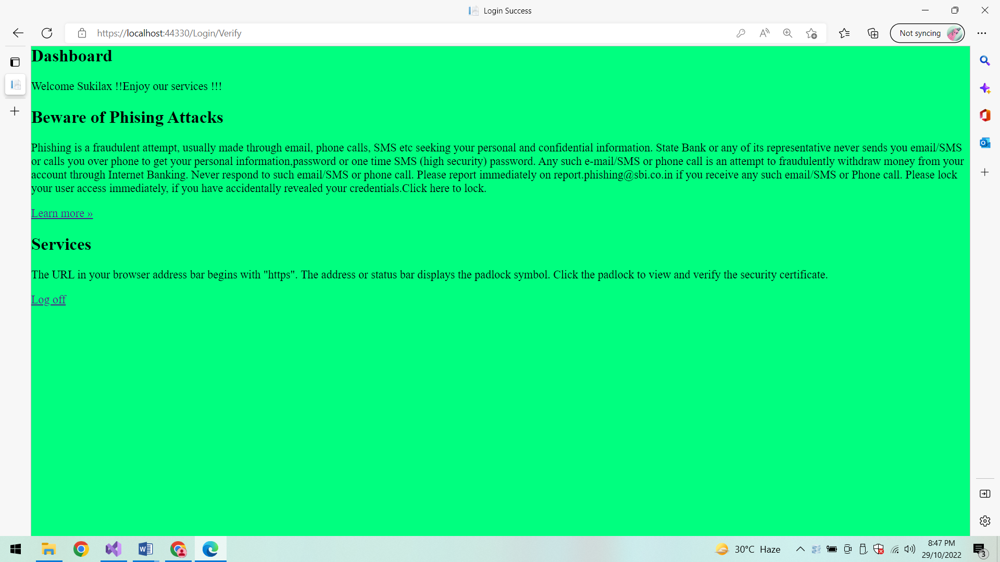 Login Success
https://localhost:44330/Login/Verify
Not syncing
Dashboard
Welcome Sukilax !!Enjoy our services !!!
Beware of Phising Attacks
Phishing is a fraudulent attempt, usually made through email, phone calls, SMS etc seeking your personal and confidential information. State Bank or any of its representative never sends you email/SMS
or calls you over phone to get your personal information,password or one time SMS (high security) password. Any such e-mail/SMS or phone call is an attempt to fraudulently withdraw money from your
account through Internet Banking. Never respond to such email/SMS or phone call. Please report immediately on report.phishing@sbi.co.in if you receive any such email/SMS or Phone call. Please lock
your user access immediately, if you have accidentally revealed your credentials.Click here to lock.
Learn more »
Services
The URL in your browser address bar begins with "https". The address or status bar displays the padlock symbol. Click the padlock to view and verify the security certificate.
Log off
30°C Haze
8:47 PM
29/10/2022
3